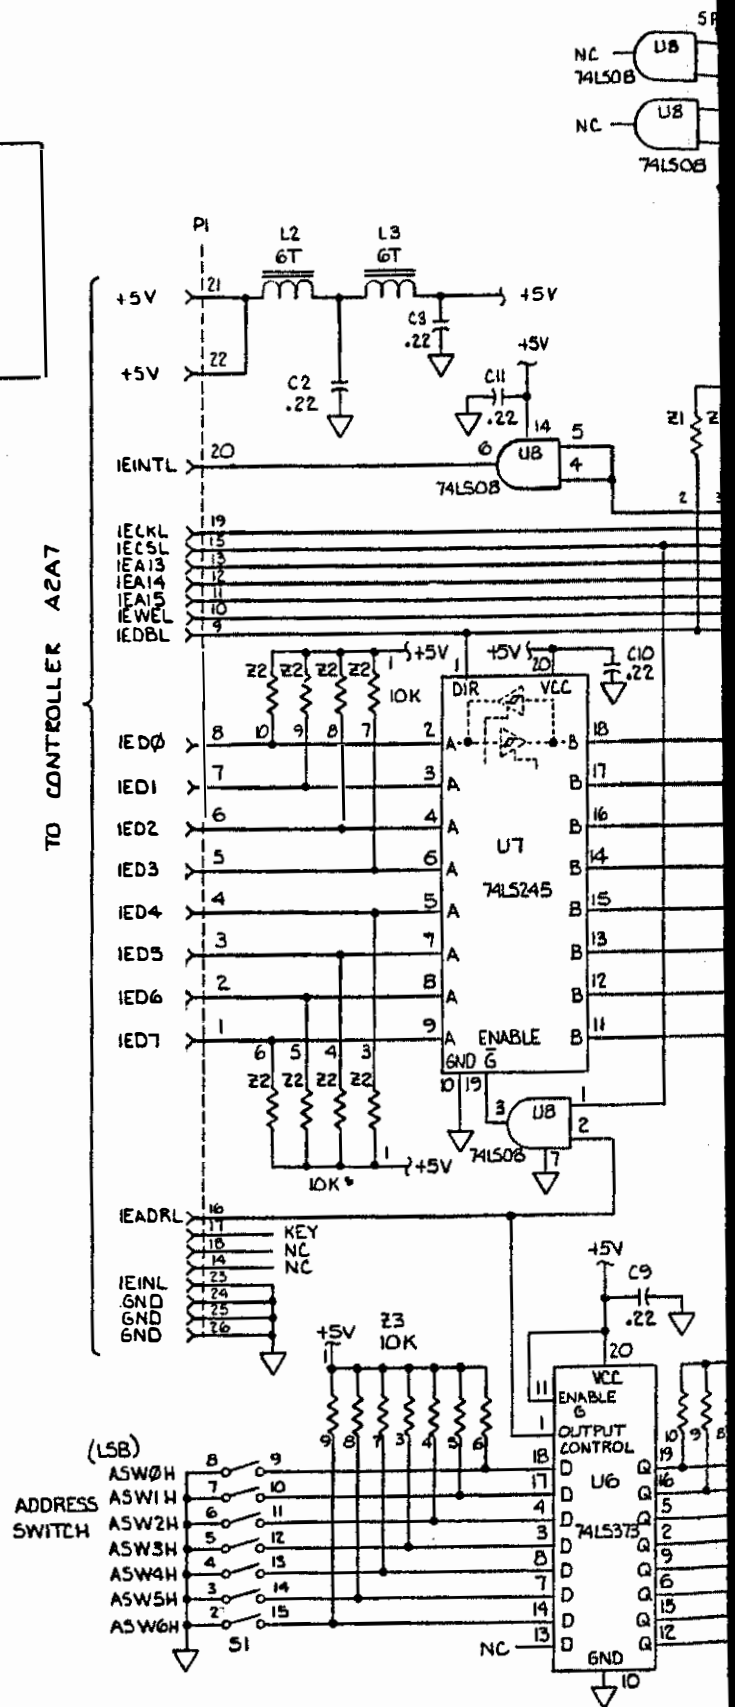 5P
NC U8
74LS08
NC U8
74LS08
P1
L2 L3
6T 6T
+5V 21 +5V
C3
.22
+5V 22
C2
.22
+5V
C11
.22
14
IEINTL 20 6 U8 5
4
74LS08
Z1 Z
2 3
IECKL 19
IECSL 15
IEA13 13
IEA14 12
IEA15 11
IEWEL 10
IEDBL 9
TO CONTROLLER A2A7
Z2 Z2 Z2 Z2 1 +5V
10K
+5V 1 20 C10
.22
DIR VCC
IEDØ 8 10 9 8 7 2 A B 18
IED1 7 3 A B 17
IED2 6 4 A B 16
IED3 5 6 A B 14
U7
74LS245
IED4 4 5 A B 15
IED5 3 7 A B 13
IED6 2 8 A B 12
IED7 1 9 A B 11
ENABLE
GND G̅
10 19
6 5 4 3
Z2 Z2 Z2 Z2
1 +5V
10K
3 U8 1
2
74LS08 7
IEADRL 16
17 KEY
18 NC
14 NC
IEINL 23
GND 24
GND 25
GND 26
+5V
C9
.22
+5V Z3
1 10K
20
VCC
11 ENABLE
G
1 OUTPUT
CONTROL
9 8 7 3 4 5 6
10 9 8
(LSB)
ADDRESS
SWITCH
ASWØH 8 9 18 D Q 19
ASW1H 7 10 17 D Q 16
ASW2H 6 11 4 D Q 5
ASW3H 5 12 3 D Q 2
ASW4H 4 13 8 D Q 9
ASW5H 3 14 7 D Q 6
ASW6H 2 15 14 D Q 15
S1
NC 13 D Q 12
U6
74LS373
GND
10